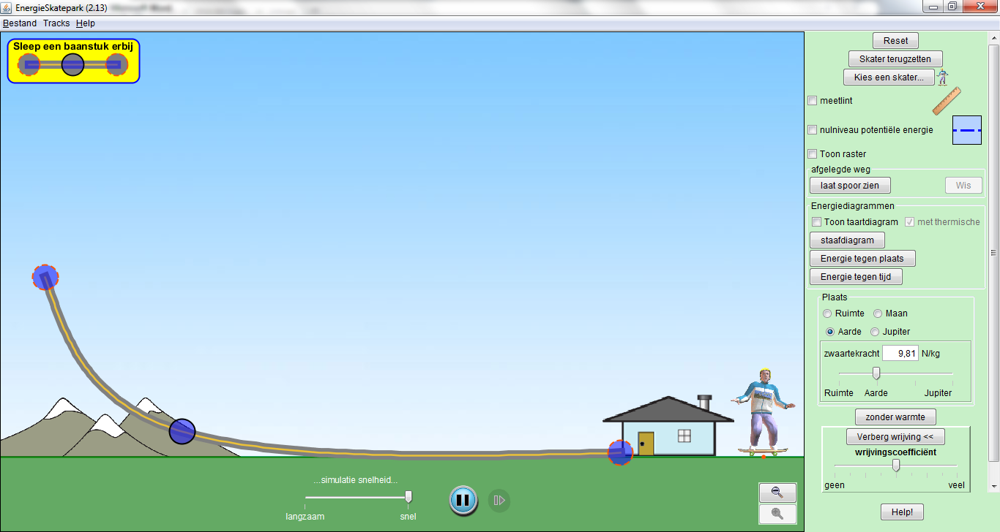 EnergieSkatepark (2.13)
Bestand Tracks Help
Sleep een baanstuk erbij
Reset
Skater terugzetten
Kies een skater...
meetlint
nulniveau potentiële energie
Toon raster
afgelegde weg
laat spoor zien Wis
Energiediagrammen
Toon taartdiagram met thermische
staafdiagram
Energie tegen plaats
Energie tegen tijd
Plaats
Ruimte Maan
Aarde Jupiter
zwaartekracht 9,81 N/kg
Ruimte Aarde Jupiter
zonder warmte
Verberg wrijving <<
wrijvingscoefficiënt
geen veel
Help!
...simulatie snelheid...
langzaam snel